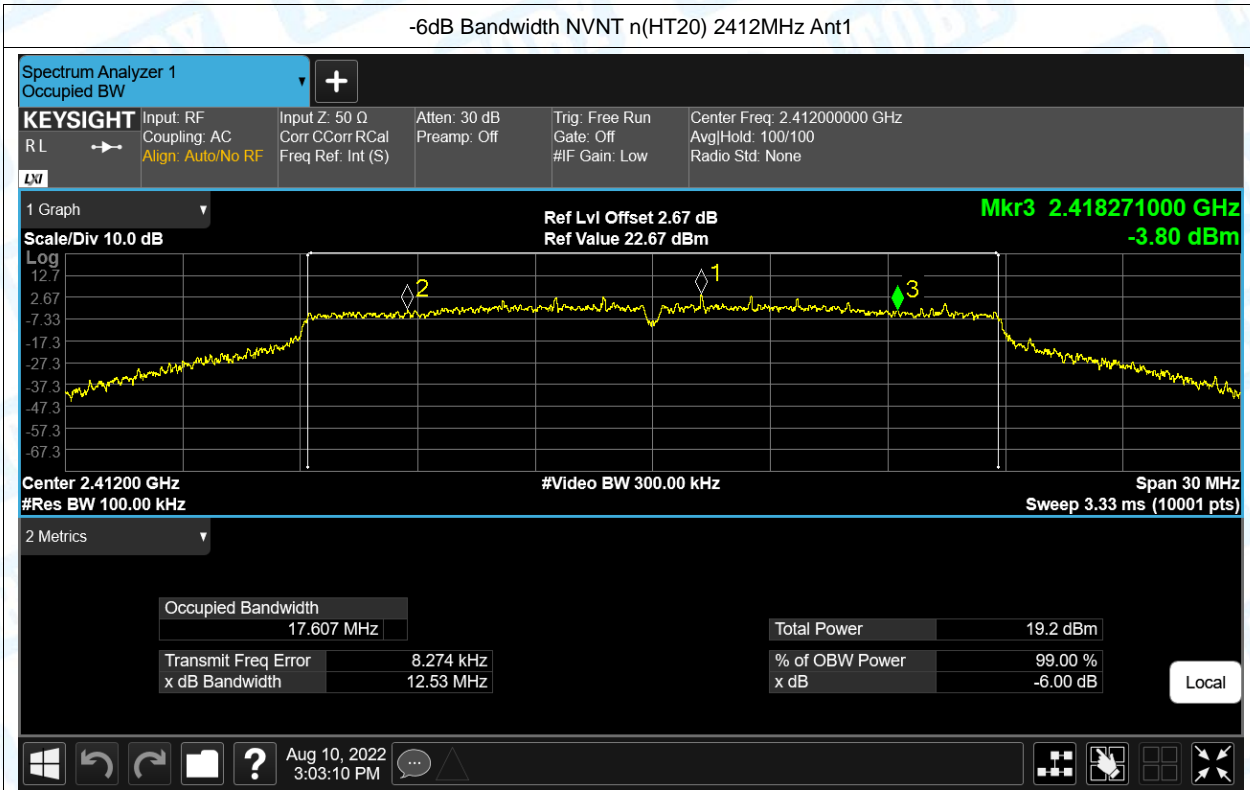 -6dB Bandwidth NVNT n(HT20) 2412MHz Ant1
Spectrum Analyzer 1
Occupied BW
KEYSIGHT
R L
LXI
Input: RF
Coupling: AC
Align: Auto/No RF
Input Z: 50 Ω
Corr CCorr RCal
Freq Ref: Int (S)
Atten: 30 dB
Preamp: Off
Trig: Free Run
Gate: Off
#IF Gain: Low
Center Freq: 2.412000000 GHz
Avg|Hold: 100/100
Radio Std: None
1 Graph
Scale/Div 10.0 dB
Ref Lvl Offset 2.67 dB
Ref Value 22.67 dBm
Mkr3 2.418271000 GHz
-3.80 dBm
Log
12.7
2.67
-7.33
-17.3
-27.3
-37.3
-47.3
-57.3
-67.3
2
1
3
Center 2.41200 GHz
#Res BW 100.00 kHz
#Video BW 300.00 kHz
Span 30 MHz
Sweep 3.33 ms (10001 pts)
2 Metrics
Occupied Bandwidth
17.607 MHz
Transmit Freq Error 8.274 kHz
x dB Bandwidth 12.53 MHz
Total Power 19.2 dBm
% of OBW Power 99.00 %
x dB -6.00 dB
Local
?
Aug 10, 2022
3:03:10 PM